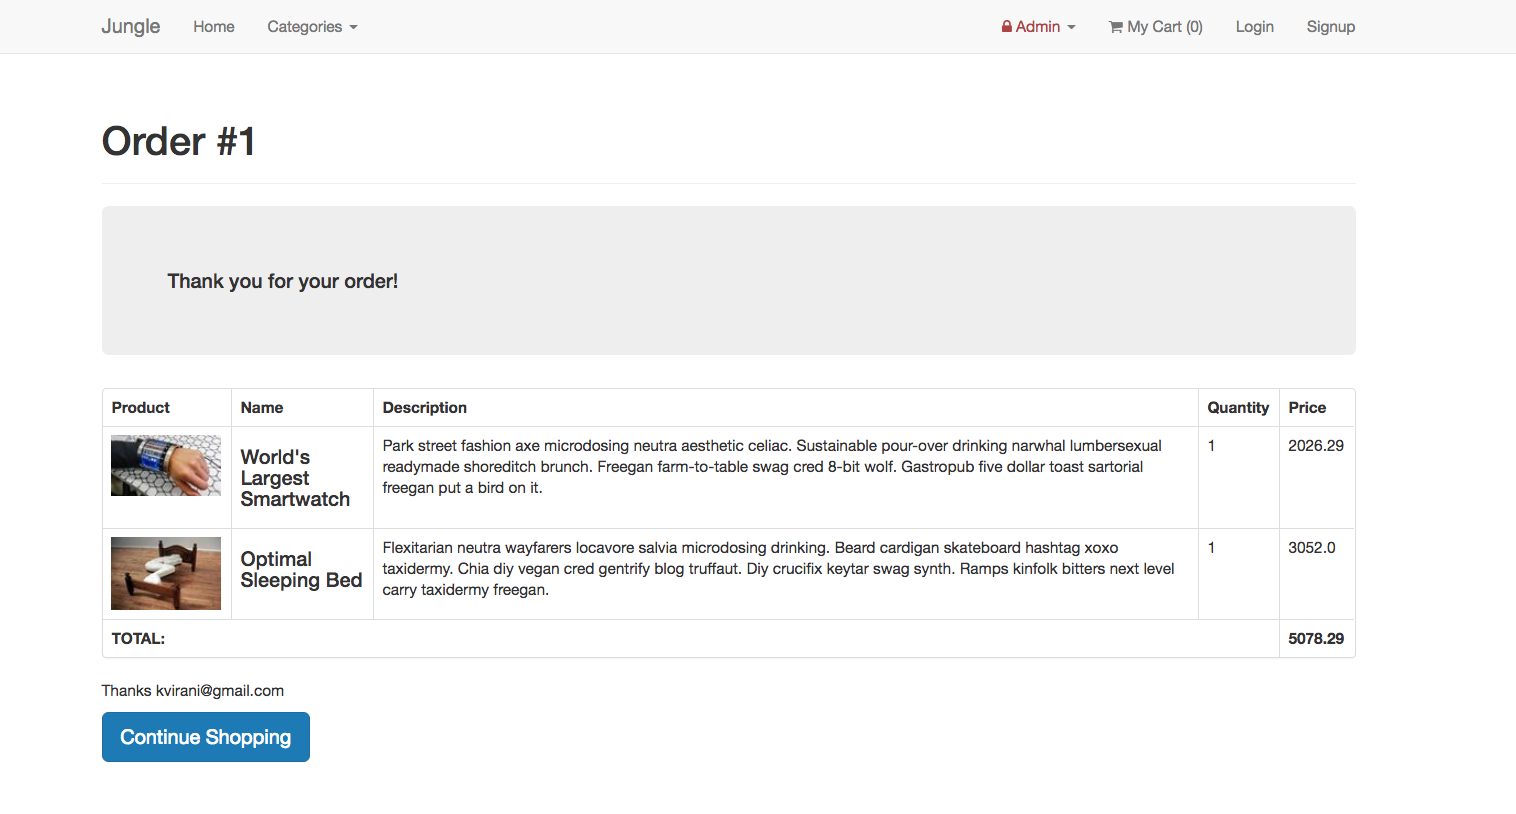 Jungle Home Categories Admin My Cart (0) Login Signup
Order #1
Thank you for your order!
Product Name Description Quantity Price
World's
Largest
Smartwatch
Park street fashion axe microdosing neutra aesthetic celiac. Sustainable pour-over drinking narwhal lumbersexual
readymade shoreditch brunch. Freegan farm-to-table swag cred 8-bit wolf. Gastropub five dollar toast sartorial
freegan put a bird on it.
1
2026.29
Optimal
Sleeping Bed
Flexitarian neutra wayfarers locavore salvia microdosing drinking. Beard cardigan skateboard hashtag xoxo
taxidermy. Chia diy vegan cred gentrify blog truffaut. Diy crucifix keytar swag synth. Ramps kinfolk bitters next level
carry taxidermy freegan.
1
3052.0
TOTAL: 5078.29
Thanks kvirani@gmail.com
Continue Shopping